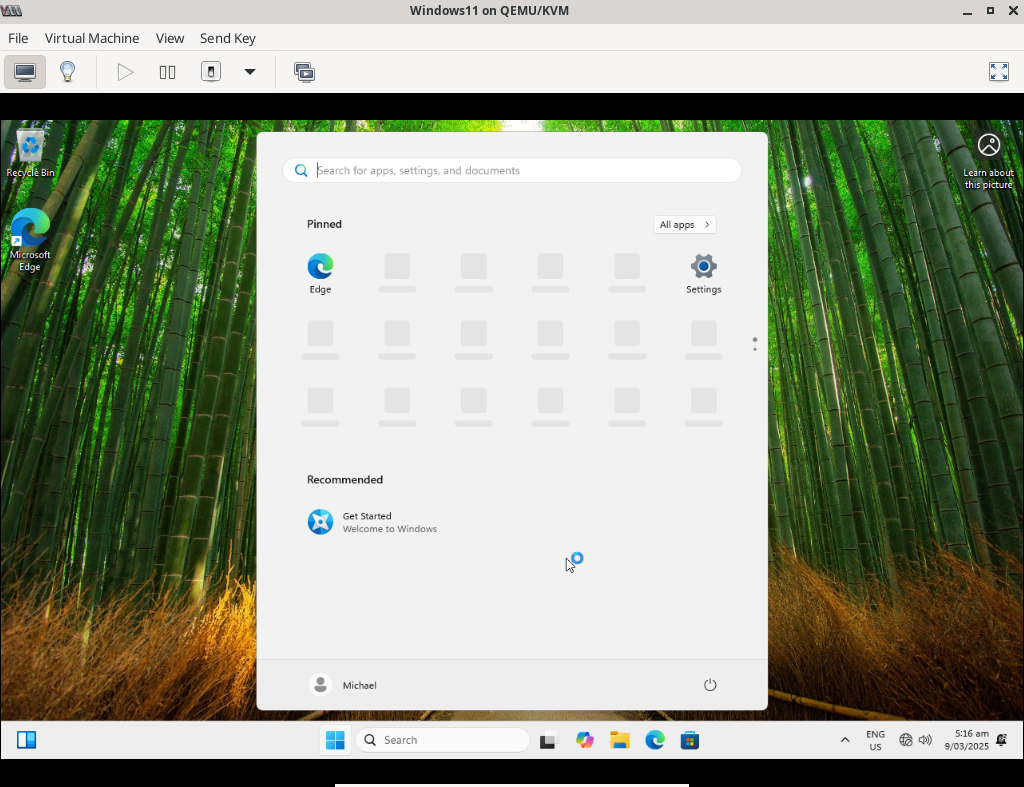 Windows11 on QEMU/KVM
File Virtual Machine View Send Key
Recycle Bin
Microsoft
Edge
Learn about
this picture
Search for apps, settings, and documents
Pinned
All apps
Edge
Settings
Recommended
Get Started
Welcome to Windows
Michael
Search
ENG
US
5:16 am
9/03/2025